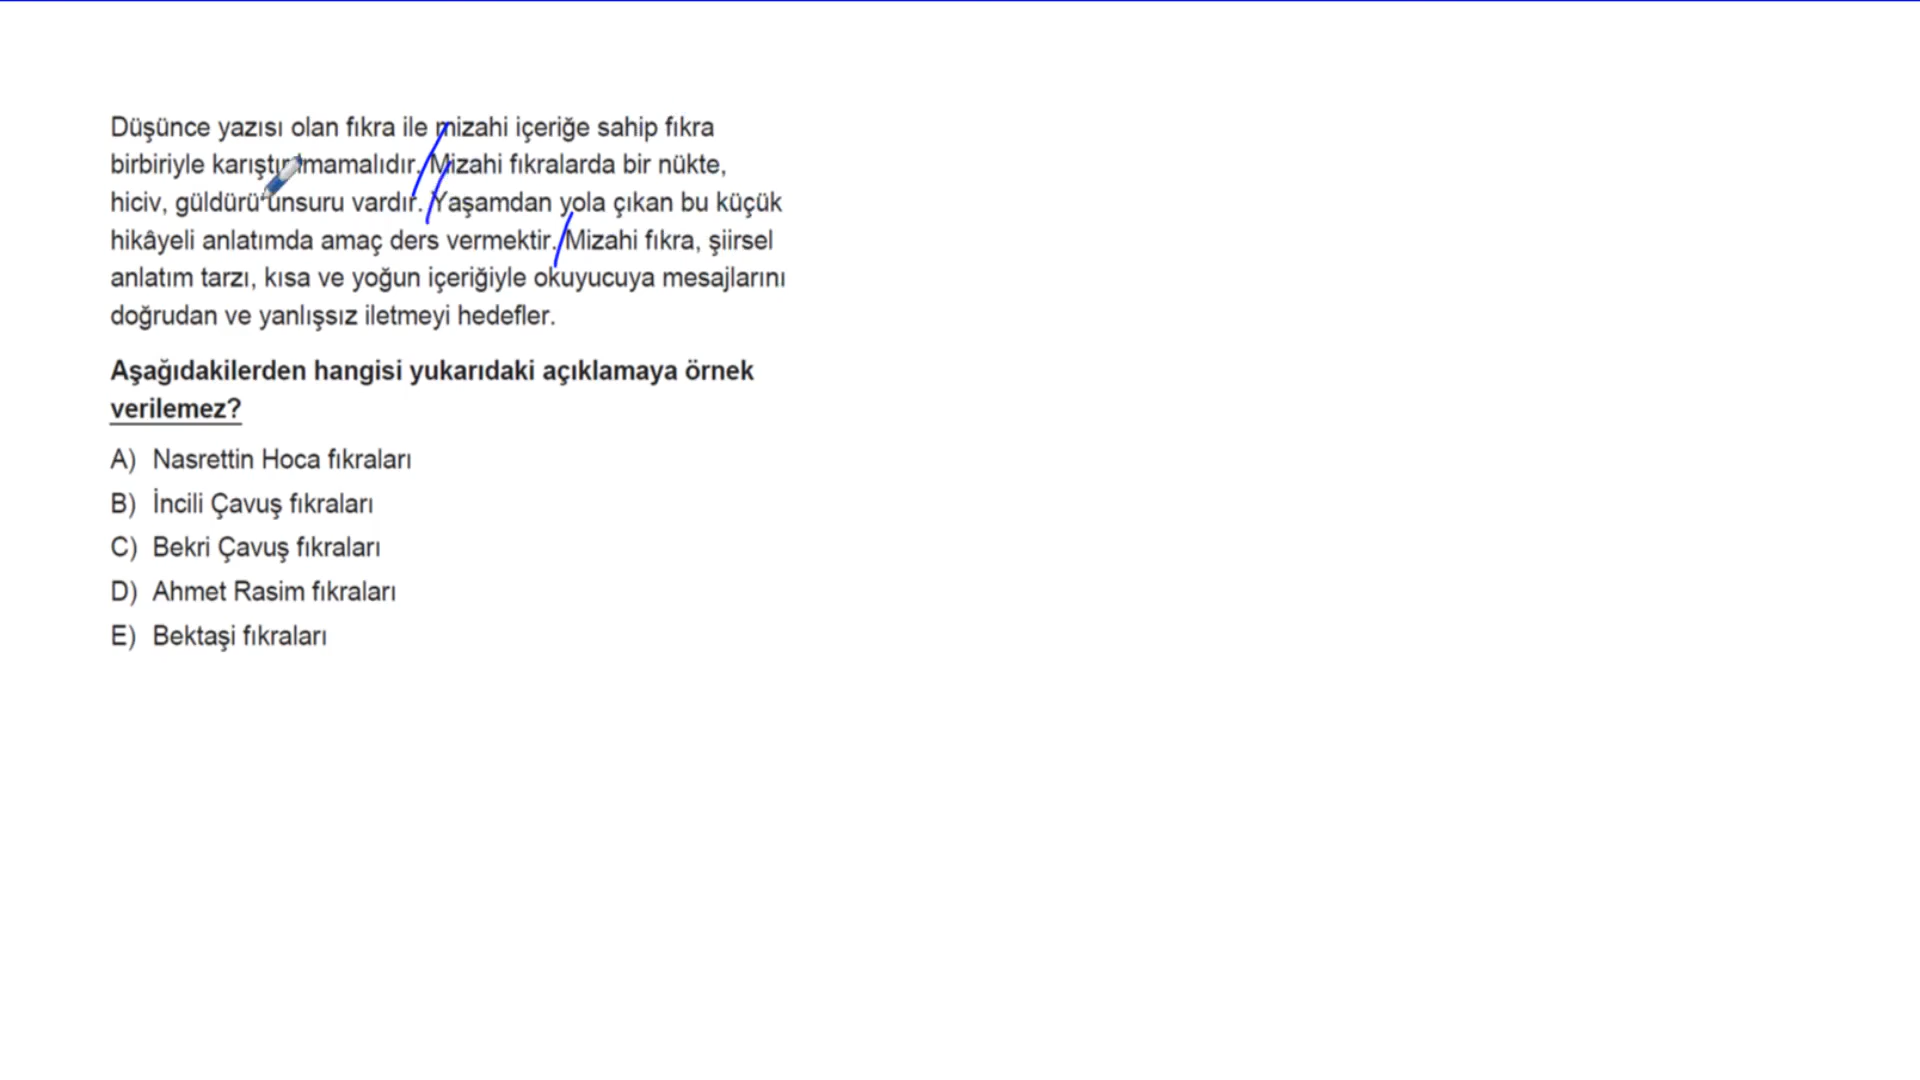 Düşünce yazısı olan fıkra ile mizahi içeriğe sahip fıkra
birbiriyle karıştırılmamalıdır. Mizahi fıkralarda bir nükte,
hiciv, güldürü unsuru vardır. Yaşamdan yola çıkan bu küçük
hikâyeli anlatımda amaç ders vermektir. Mizahi fıkra, şiirsel
anlatım tarzı, kısa ve yoğun içeriğiyle okuyucuya mesajlarını
doğrudan ve yanlışsız iletmeyi hedefler.
Aşağıdakilerden hangisi yukarıdaki açıklamaya örnek
verilemez?
A) Nasrettin Hoca fıkraları
B) İncili Çavuş fıkraları
C) Bekri Çavuş fıkraları
D) Ahmet Rasim fıkraları
E) Bektaşi fıkraları